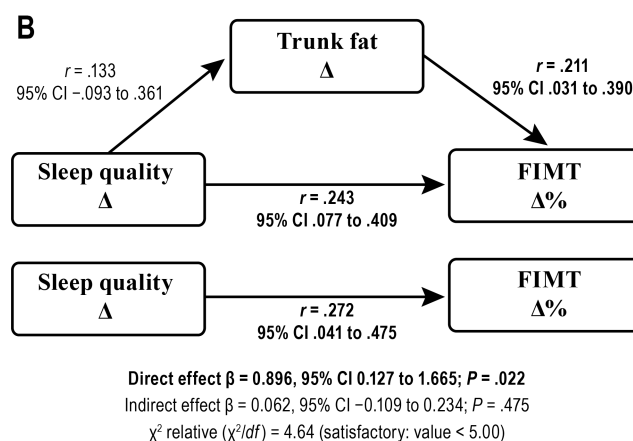 B
Trunk fat
Δ
r = .133
95% CI −.093 to .361
r = .211
95% CI .031 to .390
Sleep quality
Δ
FIMT
Δ%
r = .243
95% CI .077 to .409
Sleep quality
Δ
FIMT
Δ%
r = .272
95% CI .041 to .475
Direct effect β = 0.896, 95% CI 0.127 to 1.665; P = .022
Indirect effect β = 0.062, 95% CI −0.109 to 0.234; P = .475
χ² relative (χ²/df) = 4.64 (satisfactory: value < 5.00)